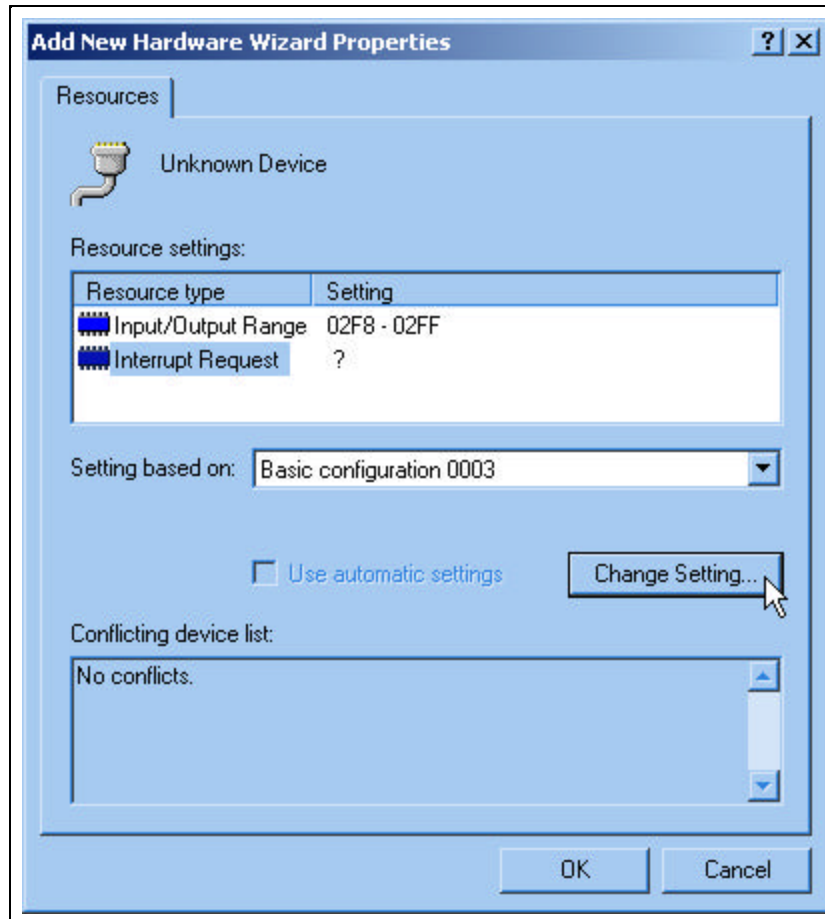 Add New Hardware Wizard Properties
Resources
Unknown Device
Resource settings:
Resource type Setting
Input/Output Range 02F8 - 02FF
Interrupt Request ?
Setting based on: Basic configuration 0003
Use automatic settings Change Setting...
Conflicting device list:
No conflicts.
OK Cancel